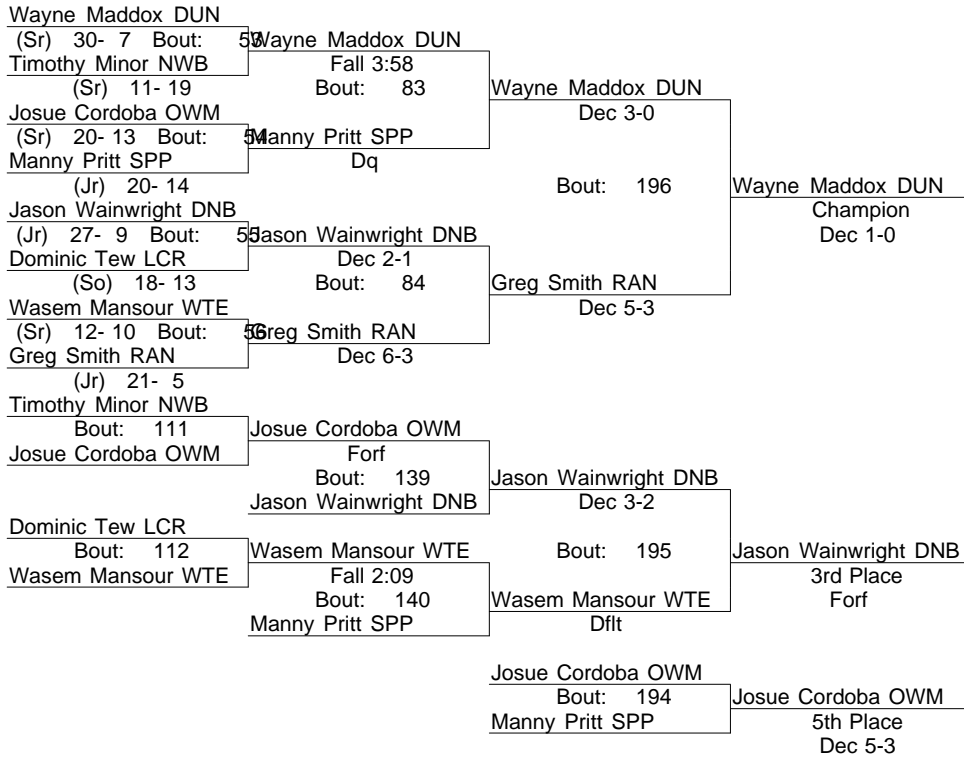 Wayne Maddox DUN
(Sr) 30- 7 Bout: 53
Wayne Maddox DUN
Timothy Minor NWB
Fall 3:58
(Sr) 11- 19
Bout: 83
Wayne Maddox DUN
Josue Cordoba OWM
Dec 3-0
(Sr) 20- 13 Bout: 54
Manny Pritt SPP
Manny Pritt SPP
Dq
(Jr) 20- 14
Bout: 196
Wayne Maddox DUN
Jason Wainwright DNB
Champion
(Jr) 27- 9 Bout: 55
Jason Wainwright DNB
Dec 1-0
Dominic Tew LCR
Dec 2-1
(So) 18- 13
Bout: 84
Greg Smith RAN
Wasem Mansour WTE
Dec 5-3
(Sr) 12- 10 Bout: 56
Greg Smith RAN
Greg Smith RAN
Dec 6-3
(Jr) 21- 5
Timothy Minor NWB
Bout: 111
Josue Cordoba OWM
Josue Cordoba OWM
Forf
Bout: 139
Jason Wainwright DNB
Jason Wainwright DNB
Dec 3-2
Dominic Tew LCR
Bout: 112
Wasem Mansour WTE
Bout: 195
Jason Wainwright DNB
Wasem Mansour WTE
Fall 2:09
3rd Place
Bout: 140
Wasem Mansour WTE
Forf
Manny Pritt SPP
Dflt
Josue Cordoba OWM
Bout: 194
Josue Cordoba OWM
Manny Pritt SPP
5th Place
Dec 5-3